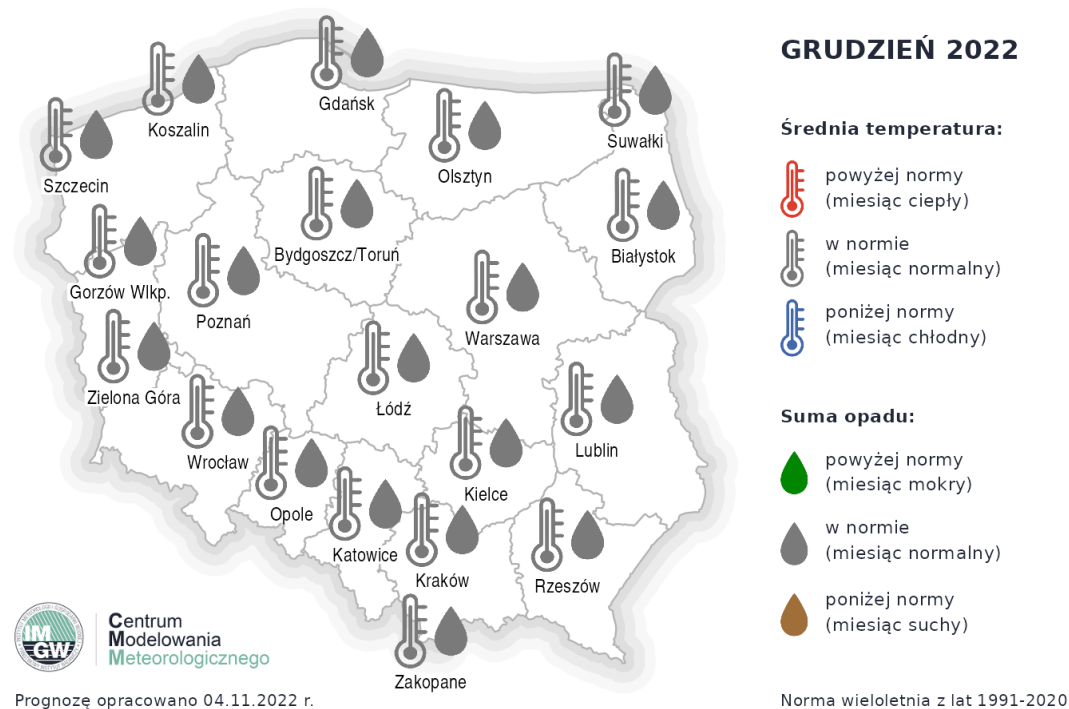 GRUDZIEŃ 2022
Średnia temperatura:
powyżej normy
(miesiąc ciepły)
w normie
(miesiąc normalny)
poniżej normy
(miesiąc chłodny)
Suma opadu:
powyżej normy
(miesiąc mokry)
w normie
(miesiąc normalny)
poniżej normy
(miesiąc suchy)
Gdańsk
Koszalin
Suwałki
Olsztyn
Szczecin
Bydgoszcz/Toruń
Białystok
Gorzów Wlkp.
Poznań
Warszawa
Zielona Góra
Łódź
Lublin
Wrocław
Kielce
Opole
Katowice
Kraków
Rzeszów
Zakopane
IM
GW
Centrum
Modelowania
Meteorologicznego
Prognozę opracowano 04.11.2022 r.
Norma wieloletnia z lat 1991-2020